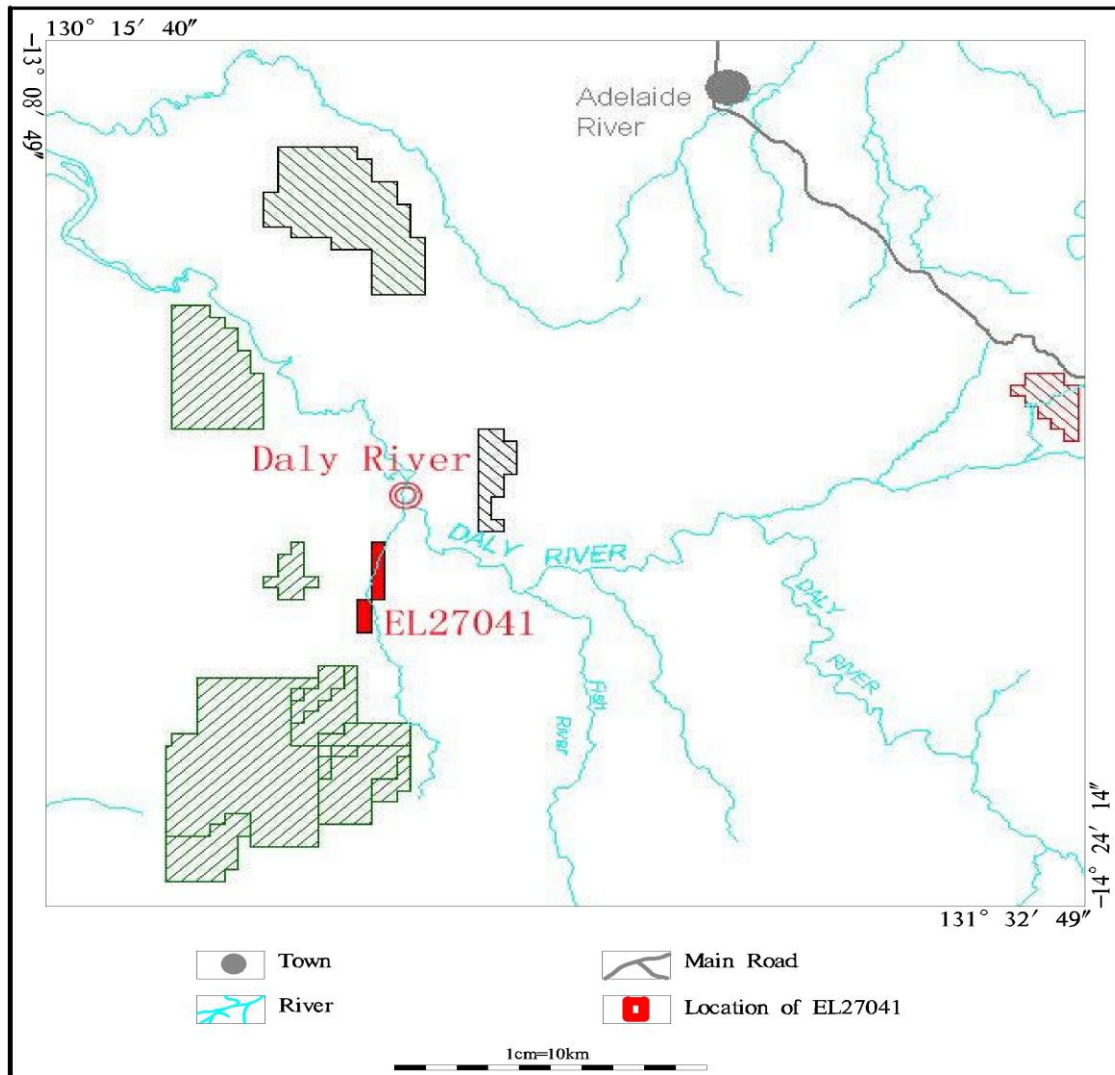 130° 15′ 40″
-13° 08′ 49″
Adelaide
River
Daly River
DALY RIVER
EL27041
DALY
RIVER
Fish
River
-14° 24′ 14″
131° 32′ 49″
Town
Main Road
River
Location of EL27041
1cm=10km